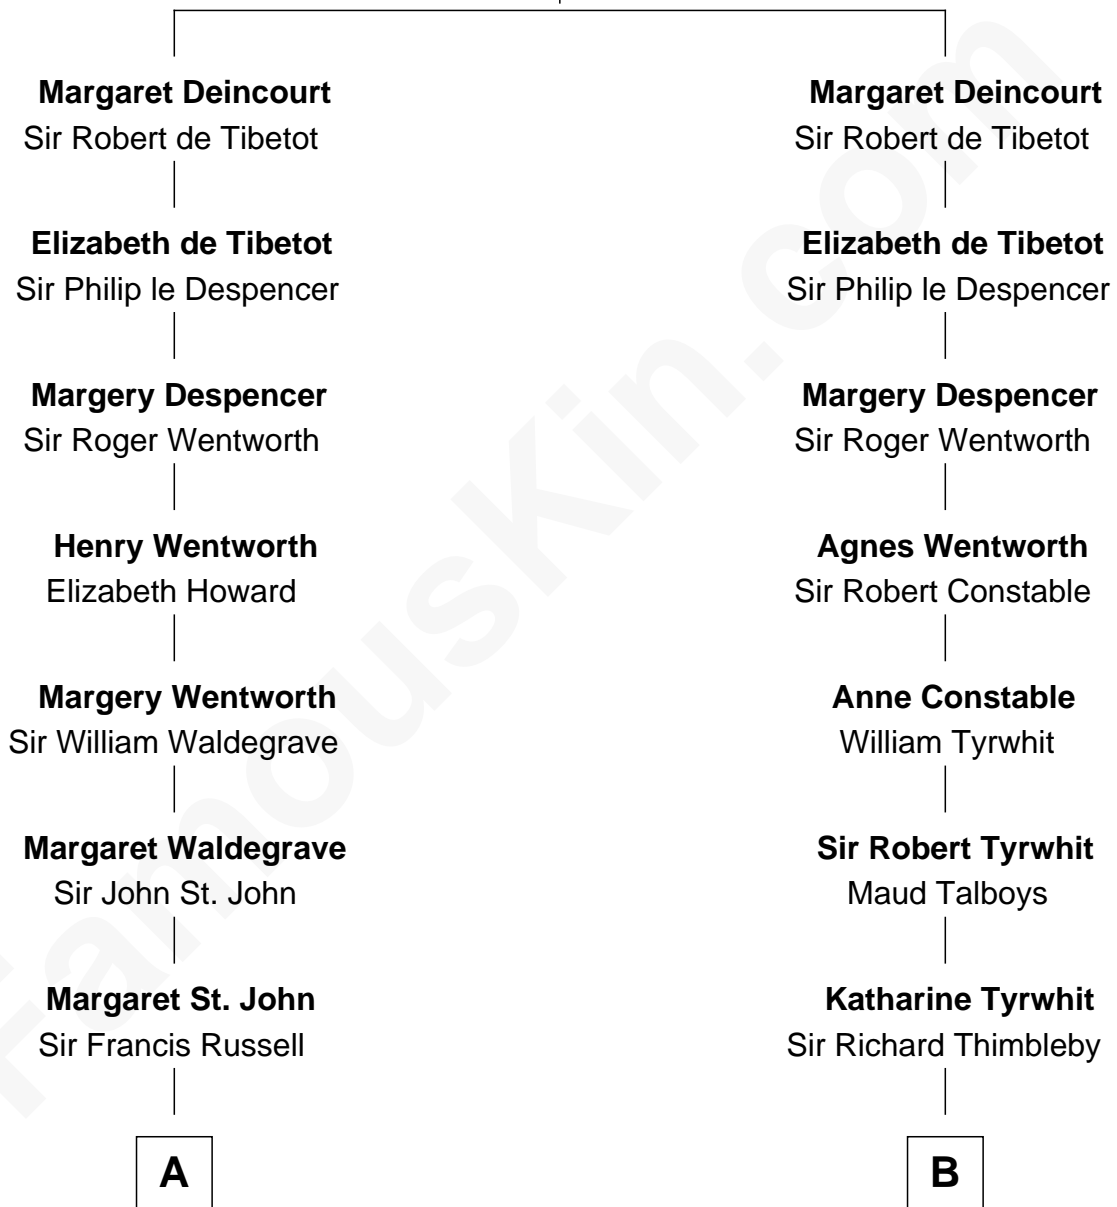 Margaret Deincourt
Sir Robert de Tibetot
Elizabeth de Tibetot
Sir Philip le Despencer
Margery Despencer
Sir Roger Wentworth
Henry Wentworth
Elizabeth Howard
Margery Wentworth
Sir William Waldegrave
Margaret Waldegrave
Sir John St. John
Margaret St. John
Sir Francis Russell
A
Margaret Deincourt
Sir Robert de Tibetot
Elizabeth de Tibetot
Sir Philip le Despencer
Margery Despencer
Sir Roger Wentworth
Agnes Wentworth
Sir Robert Constable
Anne Constable
William Tyrwhit
Sir Robert Tyrwhit
Maud Talboys
Katharine Tyrwhit
Sir Richard Thimbleby
B
FamousKin.com